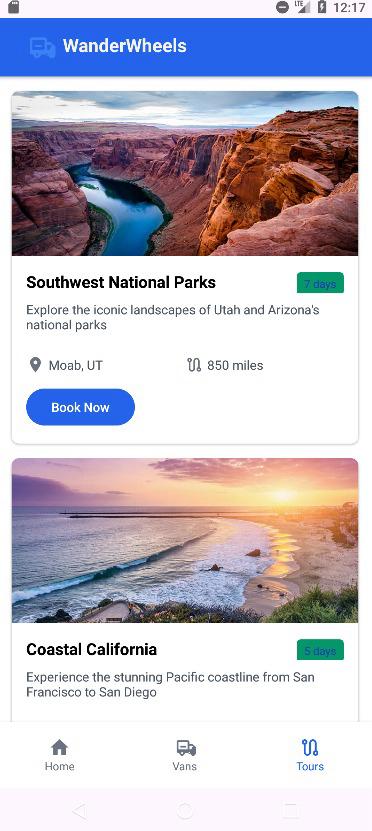 LTE 12:17
WanderWheels
Southwest National Parks
7 days
Explore the iconic landscapes of Utah and Arizona's
national parks
Moab, UT
850 miles
Book Now
Coastal California
5 days
Experience the stunning Pacific coastline from San
Francisco to San Diego
Home
Vans
Tours